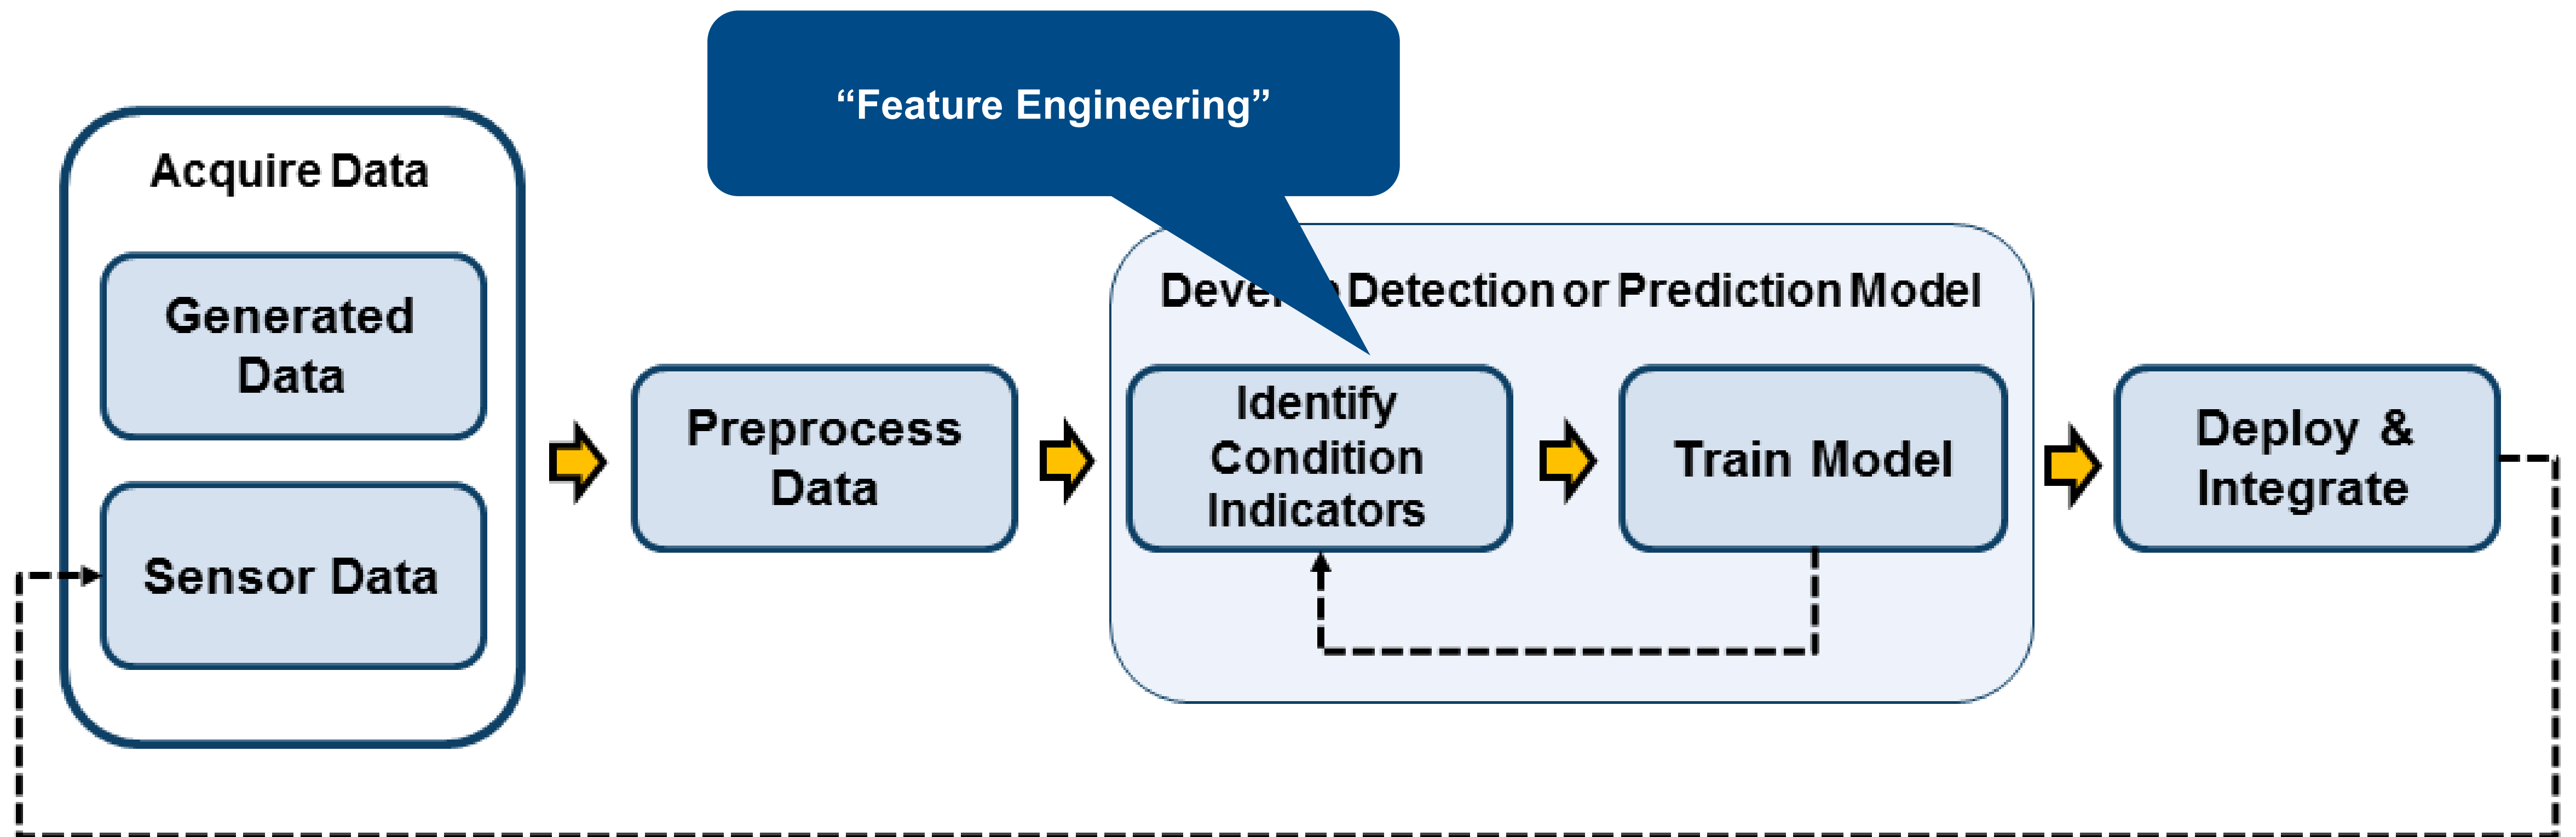 “Feature Engineering”
Acquire Data
Generated
Data
Sensor Data
Preprocess
Data
Detection or Prediction Model
Identify
Condition
Indicators
Train Model
Deploy &
Integrate